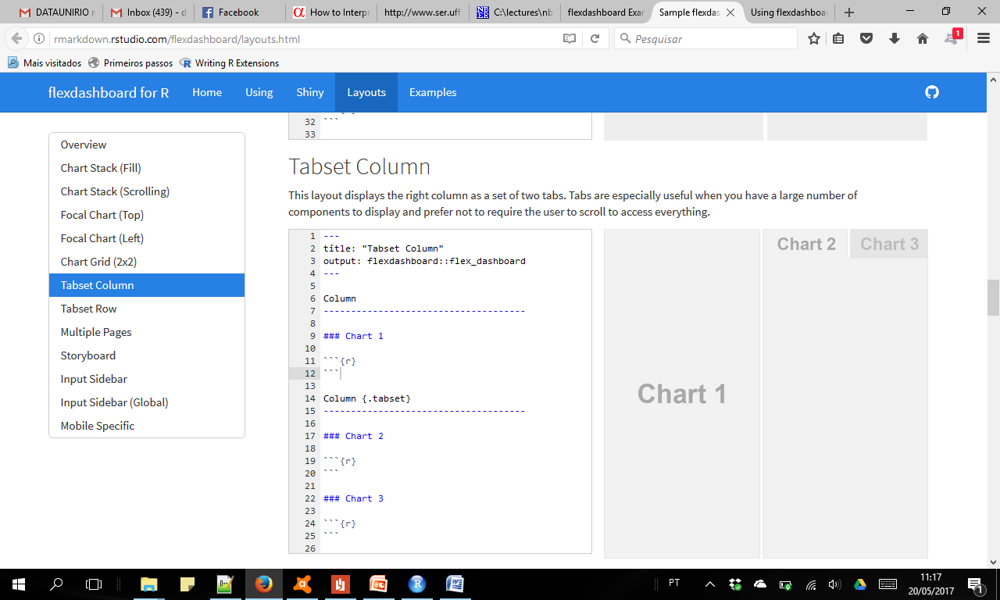 DATAUNIRIO
Inbox (439) - d
Facebook
How to Interp
http://www.ser.uff
C:\lectures\nb
flexdashboard Exar
Sample flexdas
Using flexdashboar
rmarkdown.rstudio.com/flexdashboard/layouts.html
Pesquisar
1
Mais visitados
Primeiros passos
Writing R Extensions
flexdashboard for R
Home
Using
Shiny
Layouts
Examples
Overview
Chart Stack (Fill)
Chart Stack (Scrolling)
Focal Chart (Top)
Focal Chart (Left)
Chart Grid (2x2)
Tabset Column
Tabset Row
Multiple Pages
Storyboard
Input Sidebar
Input Sidebar (Global)
Mobile Specific
32 ```
33
Tabset Column
This layout displays the right column as a set of two tabs. Tabs are especially useful when you have a large number of
components to display and prefer not to require the user to scroll to access everything.
1 ---
2 title: "Tabset Column"
3 output: flexdashboard::flex_dashboard
4 ---
5
6 Column
7 -------------------------------------
8
9 ### Chart 1
10
11 ```{r}
12 ```
13
14 Column {.tabset}
15 -------------------------------------
16
17 ### Chart 2
18
19 ```{r}
20 ```
21
22 ### Chart 3
23
24 ```{r}
25 ```
26
Chart 1
Chart 2
Chart 3
PT
11:17
20/05/2017
1